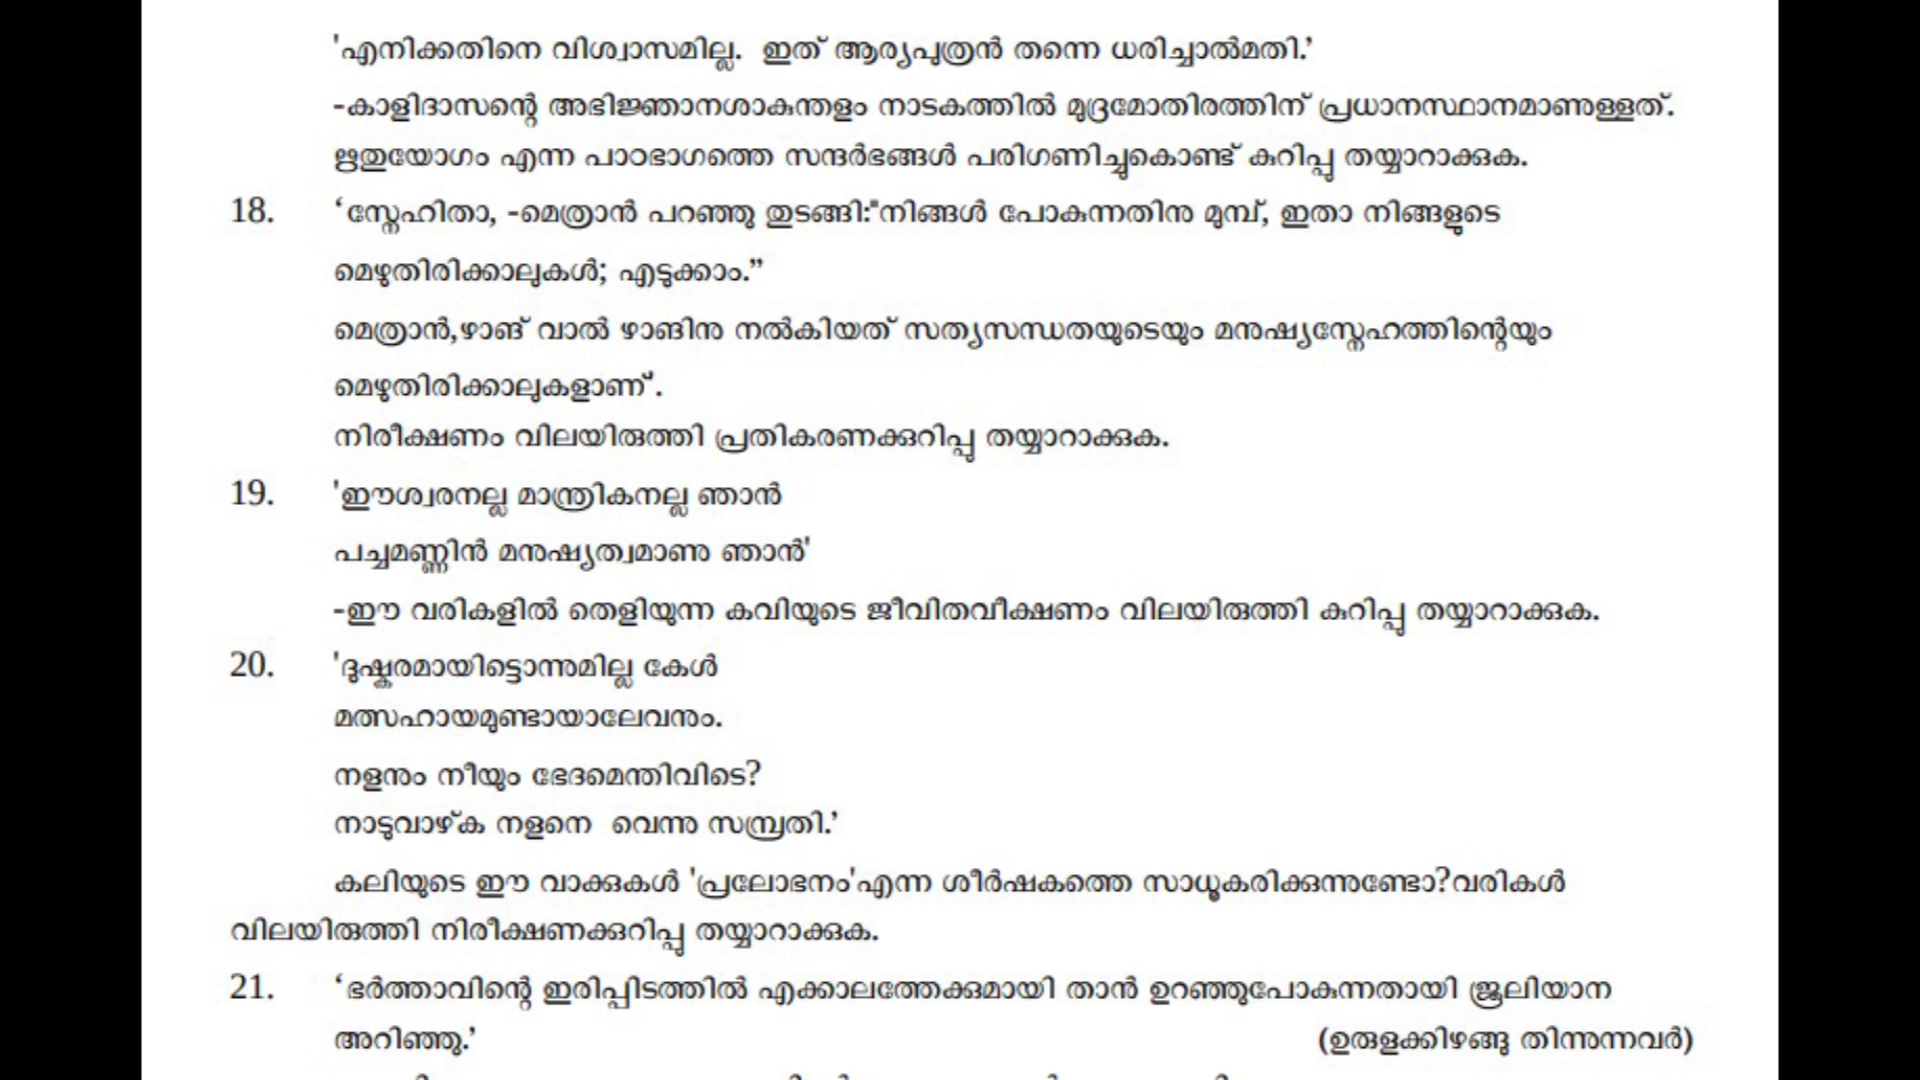 'എനിക്കതിനെ വിശ്വാസമില്ല. ഇത് ആര്യപുത്രൻ തന്നെ ധരിച്ചാൽമതി.’
-കാളിദാസന്റെ അഭിജ്ഞാനശാകുന്തളം നാടകത്തിൽ മുദ്രമോതിരത്തിന് പ്രധാനസ്ഥാനമാണുള്ളത്.
ഋതുയോഗം എന്ന പാഠഭാഗത്തെ സന്ദർഭങ്ങൾ പരിഗണിച്ചുകൊണ്ട് കുറിപ്പു തയ്യാറാക്കുക.
18. ‘സ്നേഹിതാ, -മെത്രാൻ പറഞ്ഞു തുടങ്ങി:"നിങ്ങൾ പോകുന്നതിനു മുമ്പ്, ഇതാ നിങ്ങളുടെ
മെഴുതിരിക്കാലുകൾ; എടുക്കാം.”
മെത്രാൻ,ഴാങ് വാൽ ഴാങിനു നൽകിയത് സത്യസന്ധതയുടെയും മനുഷ്യസ്നേഹത്തിന്റെയും
മെഴുതിരിക്കാലുകളാണ്'.
നിരീക്ഷണം വിലയിരുത്തി പ്രതികരണക്കുറിപ്പു തയ്യാറാക്കുക.
19. 'ഈശ്വരനല്ല മാന്ത്രികനല്ല ഞാൻ
പച്ചമണ്ണിൻ മനുഷ്യത്വമാണു ഞാൻ'
-ഈ വരികളിൽ തെളിയുന്ന കവിയുടെ ജീവിതവീക്ഷണം വിലയിരുത്തി കുറിപ്പു തയ്യാറാക്കുക.
20. 'ദുഷ്കരമായിട്ടൊന്നുമില്ല കേൾ
മത്സഹായമുണ്ടായാലേവനും.
നളനും നീയും ഭേദമെന്തിവിടെ?
നാടുവാഴ്ക നളനെ വെന്നു സമ്പ്രതി.’
കലിയുടെ ഈ വാക്കുകൾ 'പ്രലോഭനം'എന്ന ശീർഷകത്തെ സാധൂകരിക്കുന്നുണ്ടോ?വരികൾ
വിലയിരുത്തി നിരീക്ഷണക്കുറിപ്പു തയ്യാറാക്കുക.
21. ‘ഭർത്താവിന്റെ ഇരിപ്പിടത്തിൽ എക്കാലത്തേക്കുമായി താൻ ഉറഞ്ഞുപോകുന്നതായി ജൂലിയാന
അറിഞ്ഞു.’ (ഉരുളക്കിഴങ്ങു തിന്നുന്നവർ)